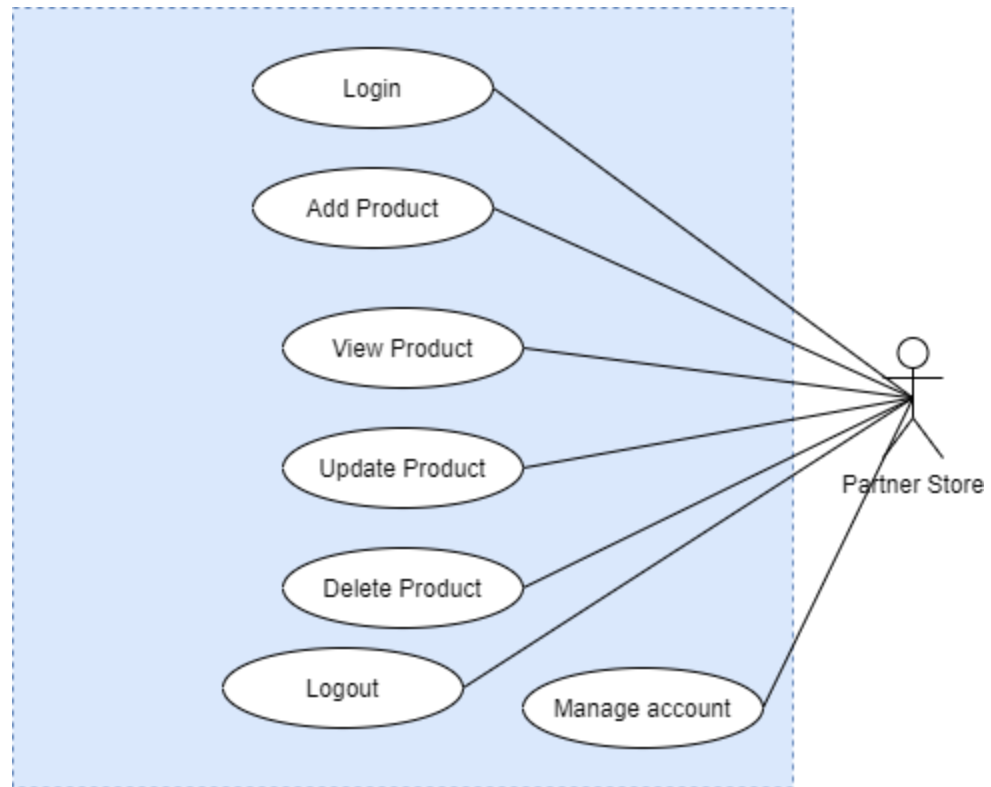 Login
Add Product
View Product
Update Product
Partner Store
Delete Product
Logout
Manage account